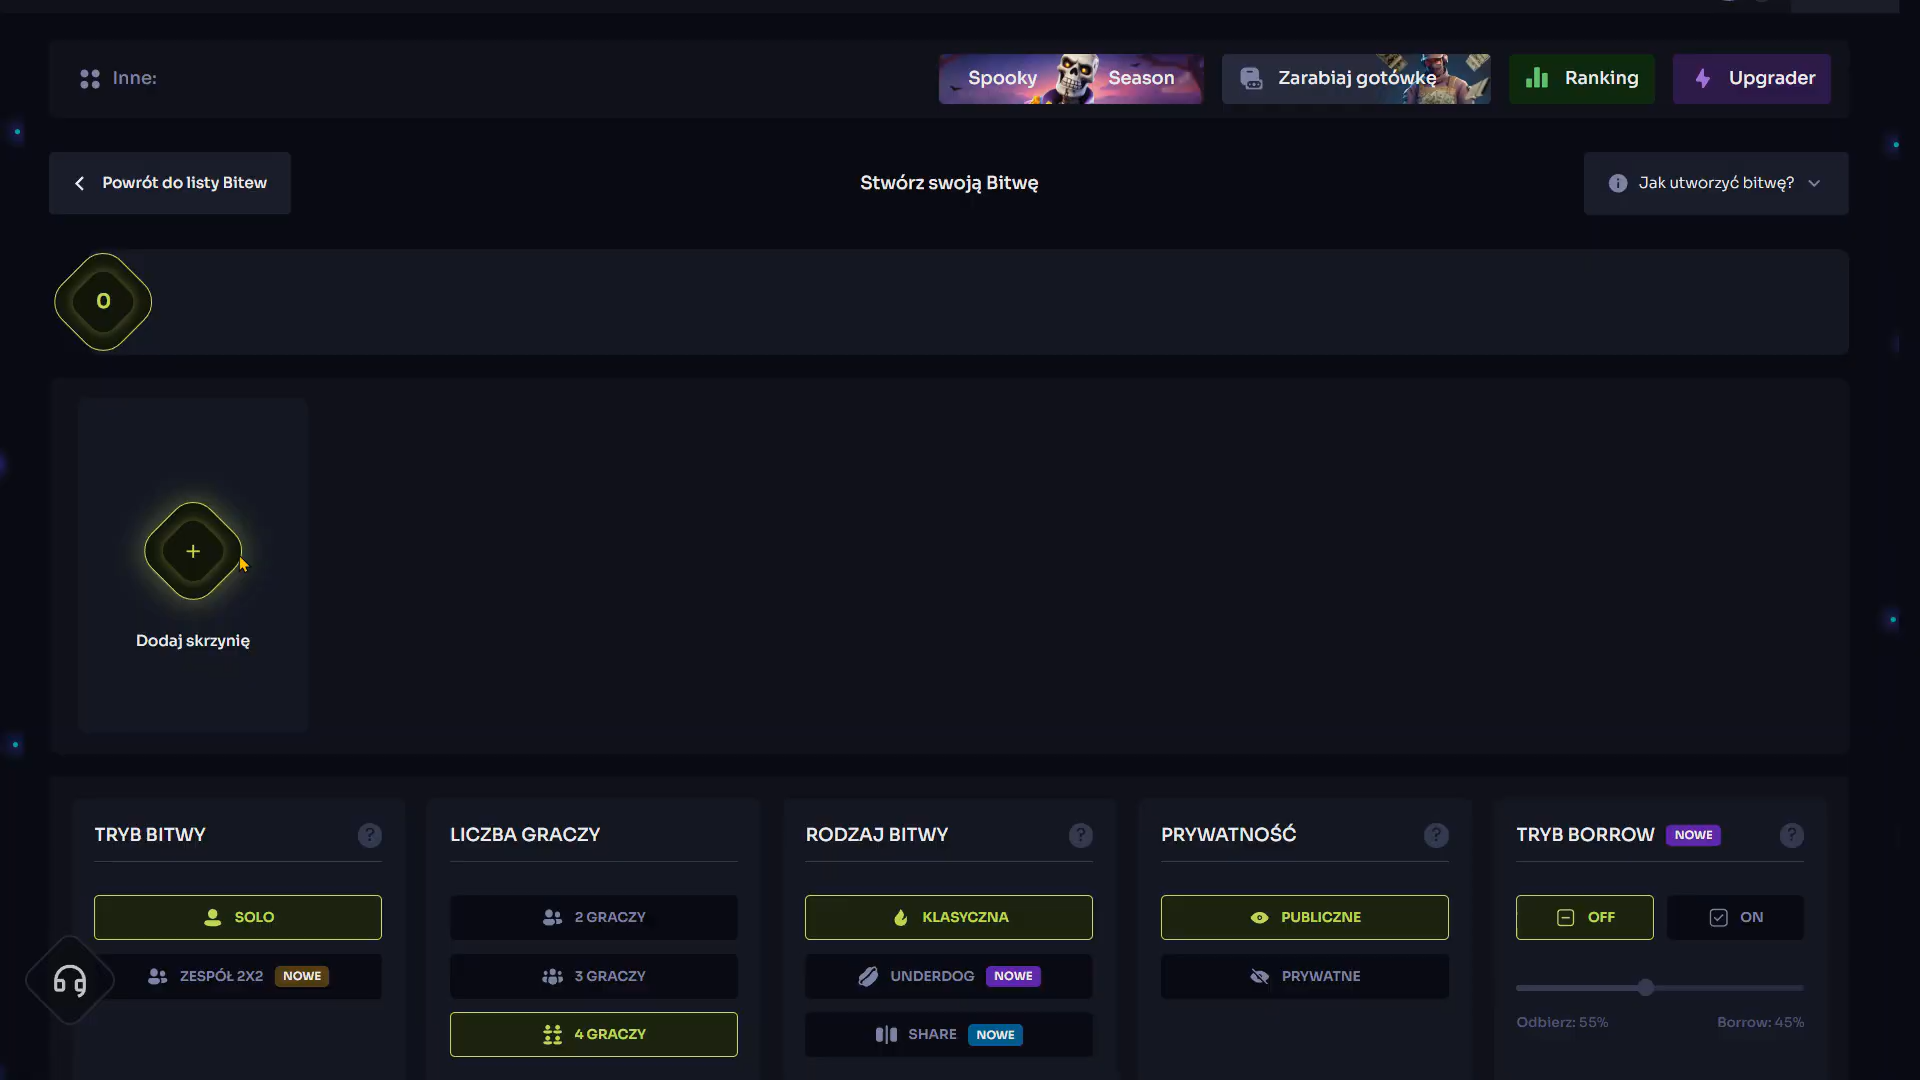 Inne:
Spooky Season
Zarabiaj gotówkę
Ranking
Upgrader
Powrót do listy Bitew
Stwórz swoją Bitwę
Jak utworzyć bitwę?
0
+
Dodaj skrzynię
TRYB BITWY
?
SOLO
ZESPÓŁ 2X2 NOWE
LICZBA GRACZY
2 GRACZY
3 GRACZY
4 GRACZY
RODZAJ BITWY
?
KLASYCZNA
UNDERDOG NOWE
SHARE NOWE
PRYWATNOŚĆ
?
PUBLICZNE
PRYWATNE
TRYB BORROW NOWE
?
OFF
ON
Odbierz: 55%
Borrow: 45%